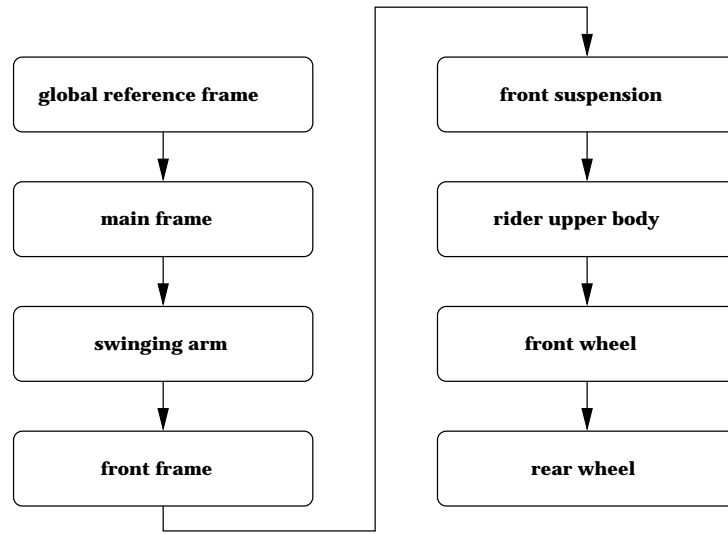 global reference frame
main frame
swinging arm
front frame
front suspension
rider upper body
front wheel
rear wheel